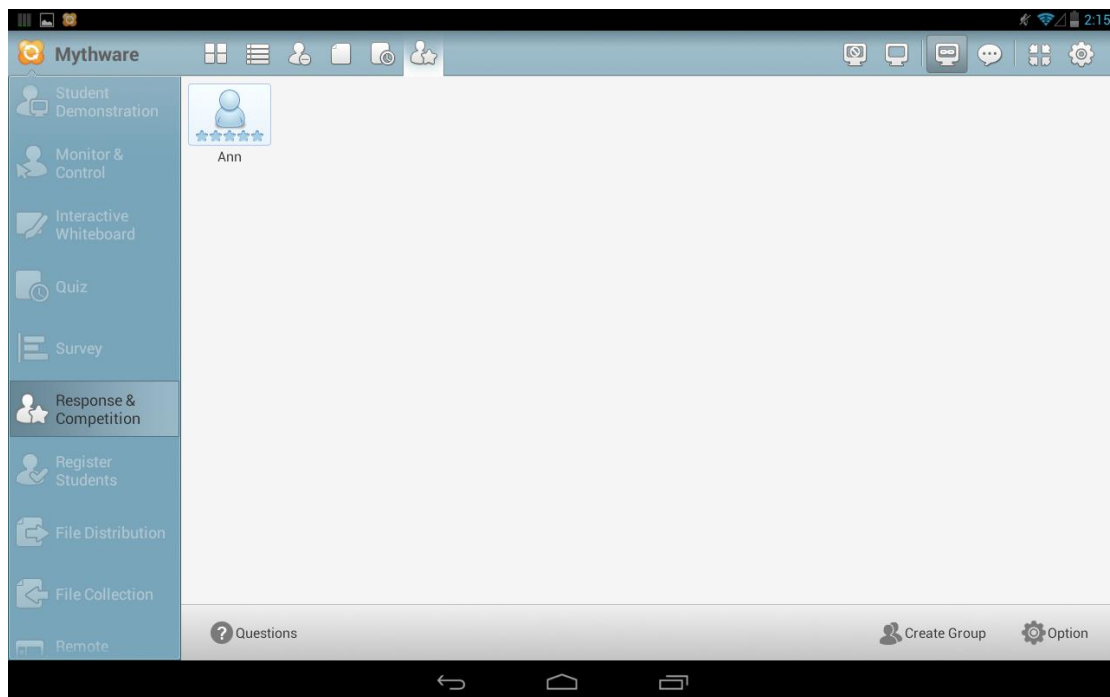 2:15
Mythware
Student
Demonstration
Monitor &
Control
Interactive
Whiteboard
Quiz
Survey
Response &
Competition
Register
Students
File Distribution
File Collection
Remote
Ann
Questions
Create Group
Option